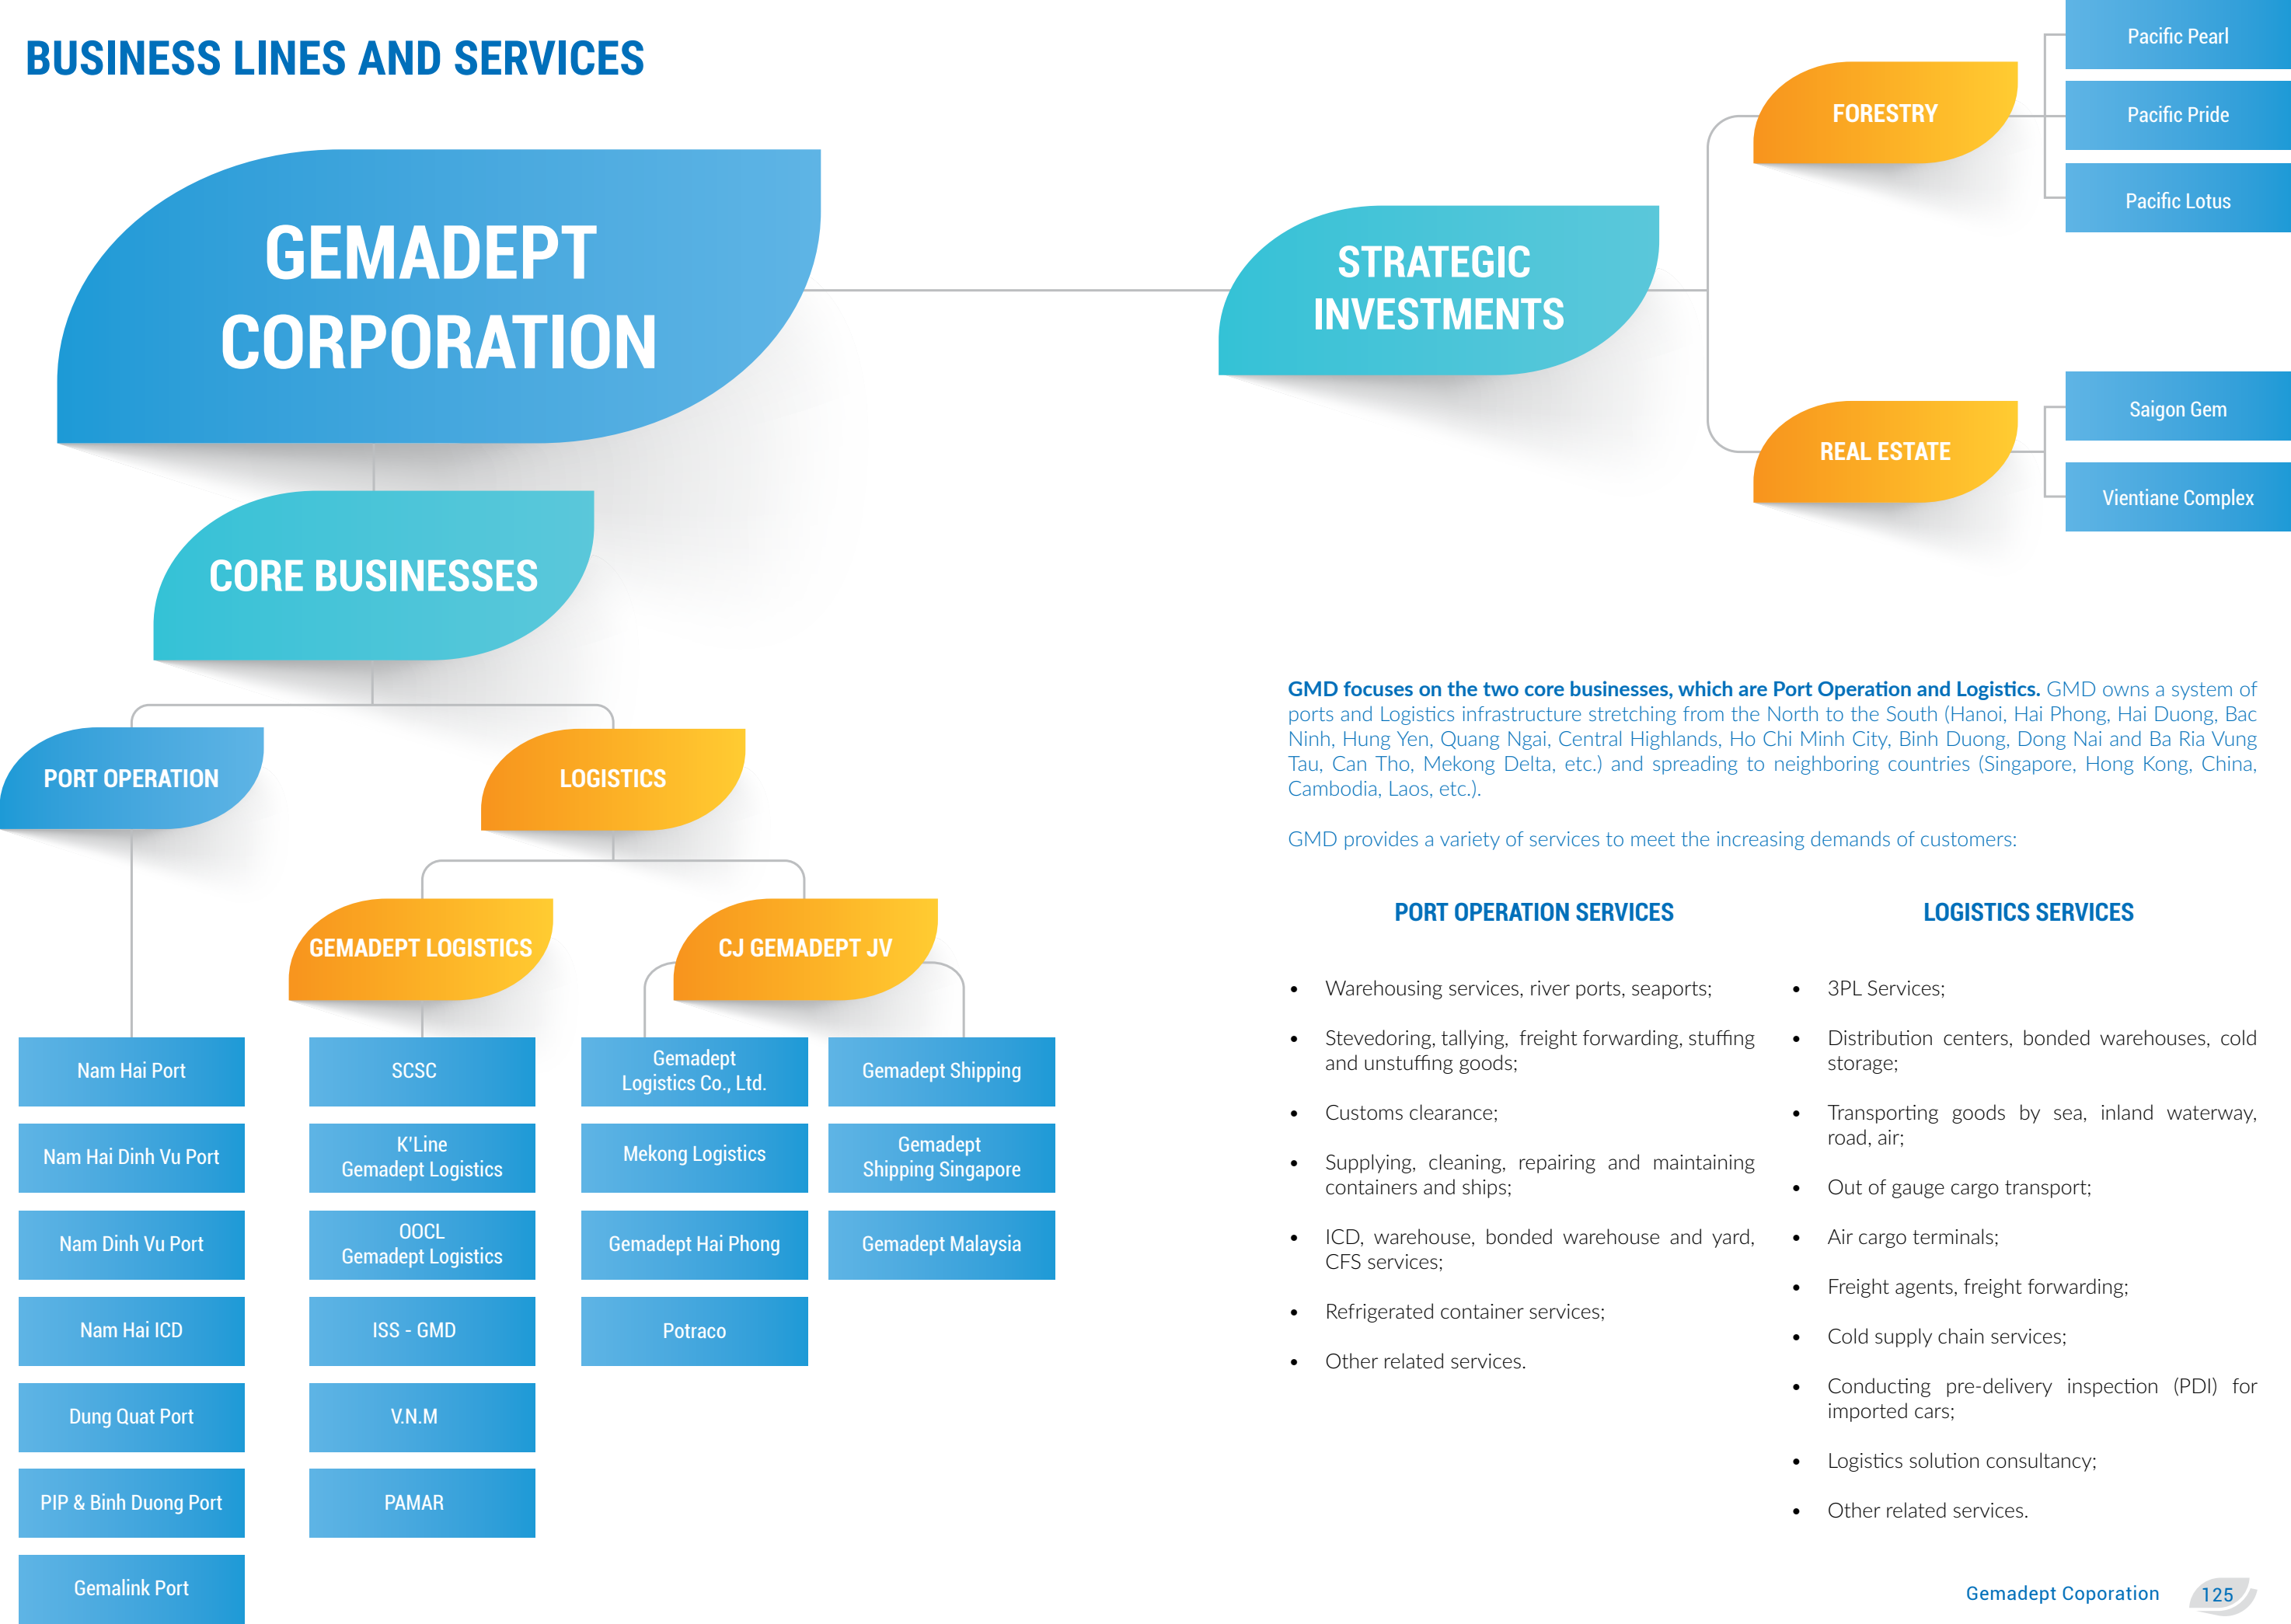 BUSINESS LINES AND SERVICES
GEMADEPT
CORPORATION
STRATEGIC
INVESTMENTS
FORESTRY
Pacific Pearl
Pacific Pride
Pacific Lotus
REAL ESTATE
Saigon Gem
Vientiane Complex
CORE BUSINESSES
PORT OPERATION
LOGISTICS
GEMADEPT LOGISTICS
CJ GEMADEPT JV
Nam Hai Port
Nam Hai Dinh Vu Port
Nam Dinh Vu Port
Nam Hai ICD
Dung Quat Port
PIP & Binh Duong Port
Gemalink Port
SCSC
K'Line
Gemadept Logistics
OOCL
Gemadept Logistics
ISS - GMD
V.N.M
PAMAR
Gemadept
Logistics Co., Ltd.
Mekong Logistics
Gemadept Hai Phong
Potraco
Gemadept Shipping
Gemadept
Shipping Singapore
Gemadept Malaysia
GMD focuses on the two core businesses, which are Port Operation and Logistics. GMD owns a system of
ports and Logistics infrastructure stretching from the North to the South (Hanoi, Hai Phong, Hai Duong, Bac
Ninh, Hung Yen, Quang Ngai, Central Highlands, Ho Chi Minh City, Binh Duong, Dong Nai and Ba Ria Vung
Tau, Can Tho, Mekong Delta, etc.) and spreading to neighboring countries (Singapore, Hong Kong, China,
Cambodia, Laos, etc.).
GMD provides a variety of services to meet the increasing demands of customers:
PORT OPERATION SERVICES
• Warehousing services, river ports, seaports;
• Stevedoring, tallying, freight forwarding, stuffing
and unstuffing goods;
• Customs clearance;
• Supplying, cleaning, repairing and maintaining
containers and ships;
• ICD, warehouse, bonded warehouse and yard,
CFS services;
• Refrigerated container services;
• Other related services.
LOGISTICS SERVICES
• 3PL Services;
• Distribution centers, bonded warehouses, cold
storage;
• Transporting goods by sea, inland waterway,
road, air;
• Out of gauge cargo transport;
• Air cargo terminals;
• Freight agents, freight forwarding;
• Cold supply chain services;
• Conducting pre-delivery inspection (PDI) for
imported cars;
• Logistics solution consultancy;
• Other related services.
Gemadept Coporation 125